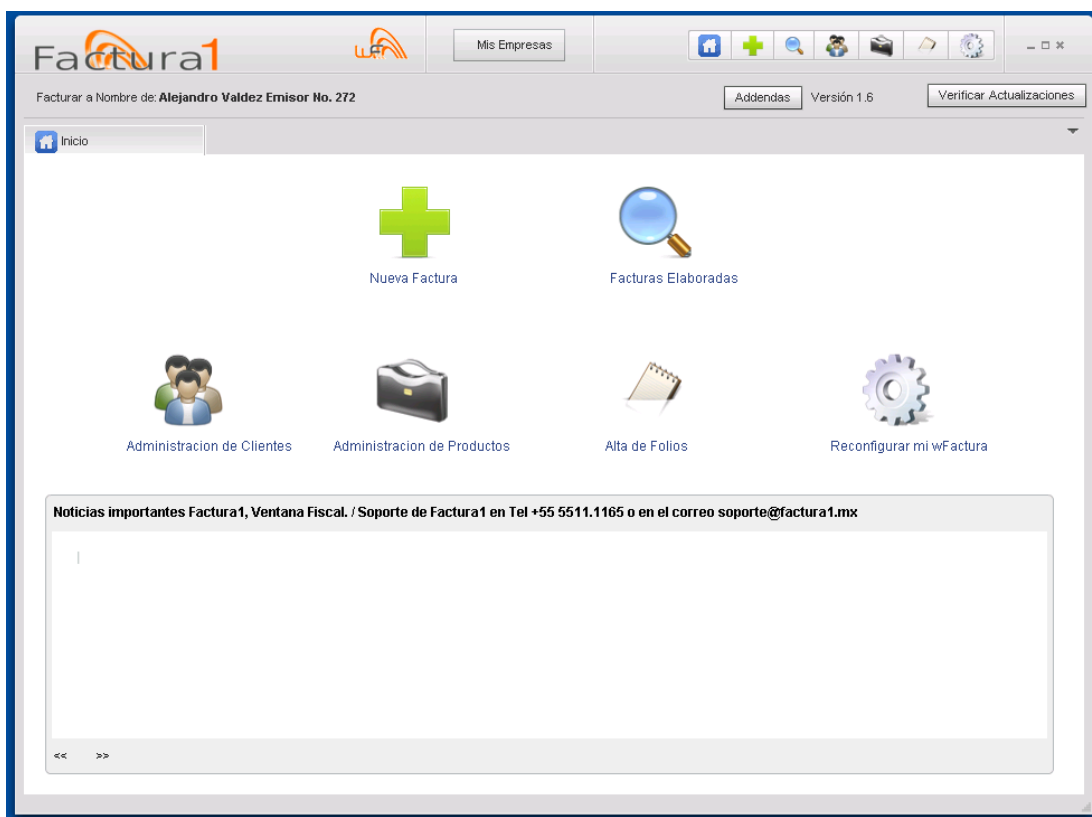 Factura1
wFn
Mis Empresas
Facturar a Nombre de: Alejandro Valdez Emisor No. 272
Addendas
Versión 1.6
Verificar Actualizaciones
Inicio
Nueva Factura
Facturas Elaboradas
Administracion de Clientes
Administracion de Productos
Alta de Folios
Reconfigurar mi wFactura
Noticias importantes Factura1, Ventana Fiscal. / Soporte de Factura1 en Tel +55 5511.1165 o en el correo soporte@factura1.mx
<< >>